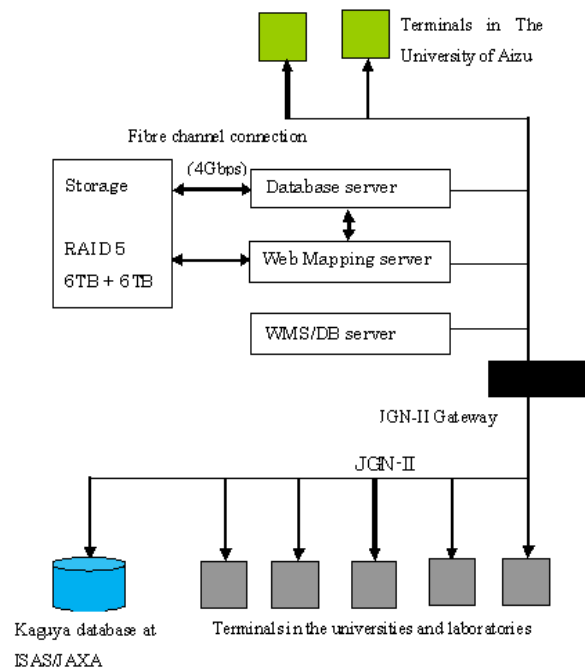 Terminals in The
University of Aizu
Fibre channel connection
(4Gbps)
Storage
Database server
RAID 5
6TB + 6TB
Web Mapping server
WMS/DB server
JGN-II Gateway
JGN-II
Kaguya database at
ISAS/JAXA
Terminals in the universities and laboratories